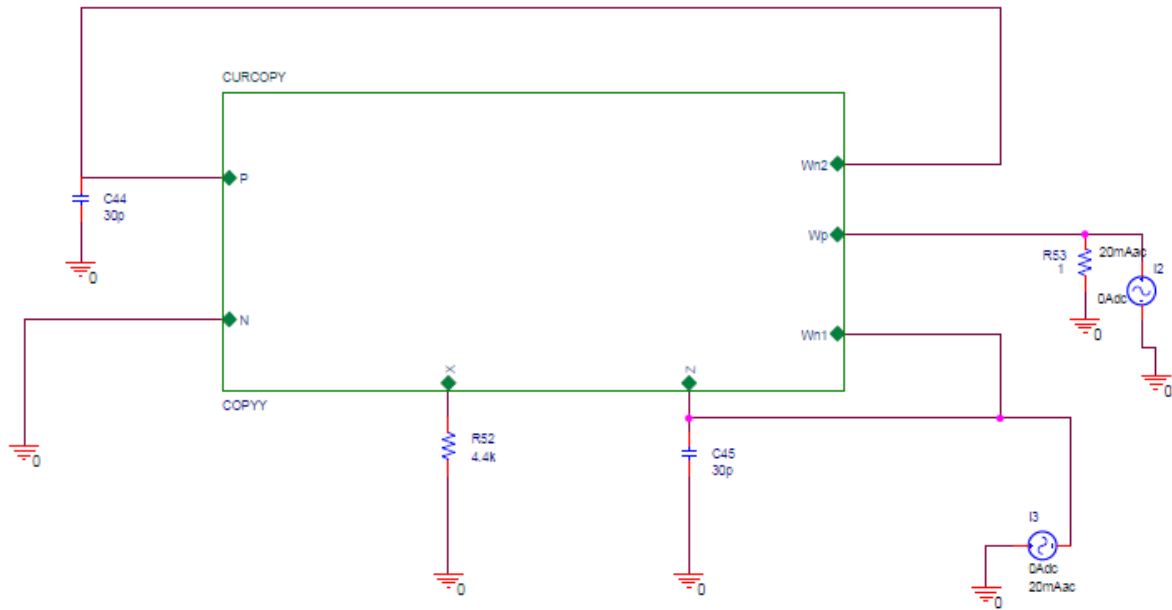 CURCOPY
P
Wn2
C44
30p
0
Wp
R53
1
20mAac
I2
0Adc
0
0
N
Wn1
X
Z
COPYY
0
R52
4.4k
C45
30p
I3
0Adc
20mAac
0
0
0